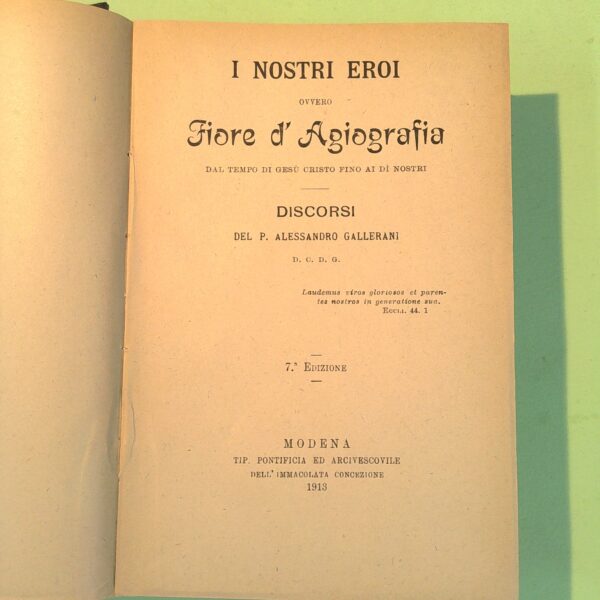 I NOSTRI EROI
OVVERO
Fiore d' Agiografia
DAL TEMPO DI GESÙ CRISTO FINO AI DÌ NOSTRI
DISCORSI
DEL P. ALESSANDRO GALLERANI
D. C. D. G.
Laudemus viros gloriosos et paren-
tes nostros in generatione sua.
ECCLI. 44. 1
7.ª EDIZIONE
MODENA
TIP. PONTIFICIA ED ARCIVESCOVILE
DELL' IMMACOLATA CONCEZIONE
1913